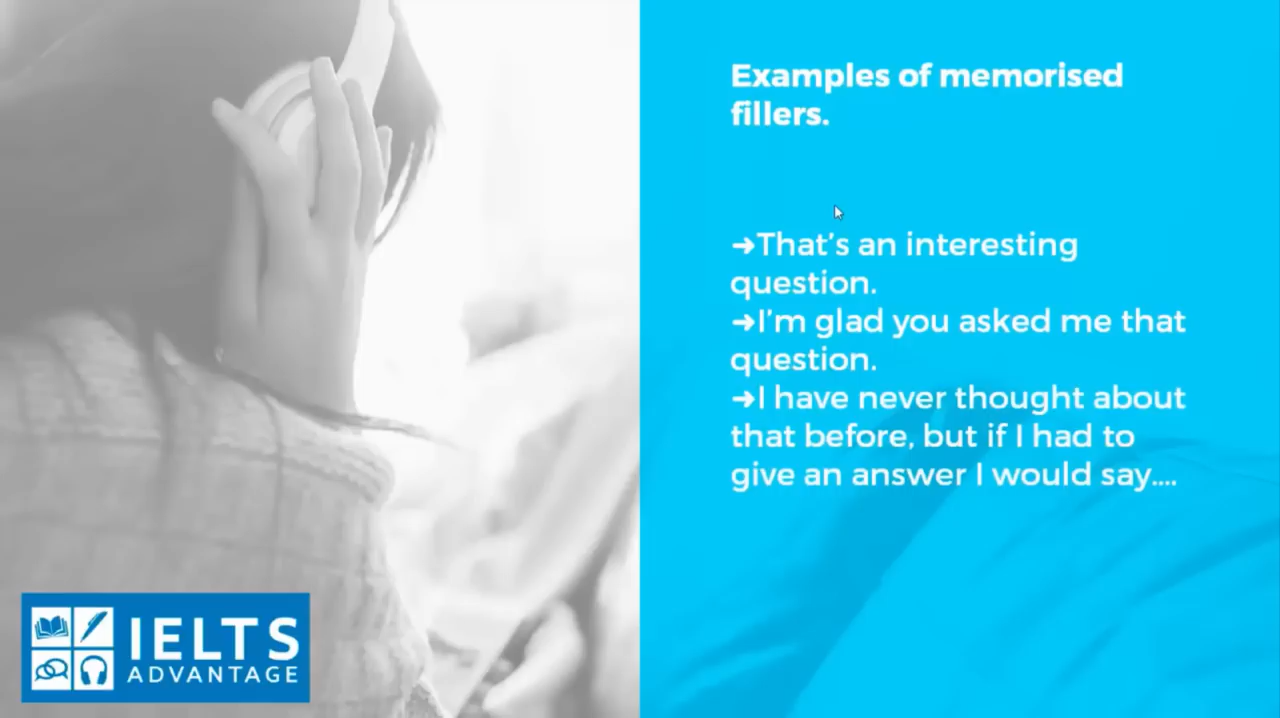 Examples of memorised
fillers.
➜That's an interesting
question.
➜I'm glad you asked me that
question.
➜I have never thought about
that before, but if I had to
give an answer I would say....
IELTS
ADVANTAGE